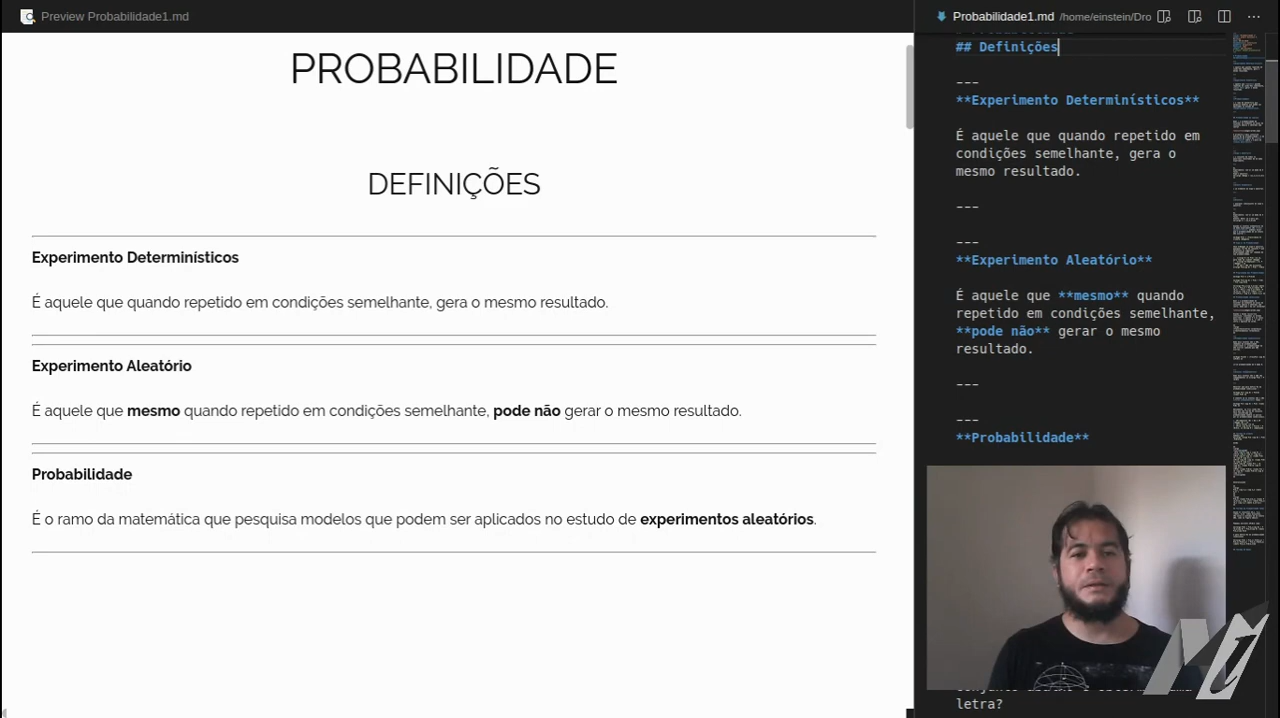 Preview Probabilidade1.md
PROBABILIDADE
DEFINIÇÕES
Experimento Determinísticos
É aquele que quando repetido em condições semelhante, gera o mesmo resultado.
Experimento Aleatório
É aquele que mesmo quando repetido em condições semelhante, pode não gerar o mesmo resultado.
Probabilidade
É o ramo da matemática que pesquisa modelos que podem ser aplicados no estudo de experimentos aleatórios.
Probabilidade1.md /home/einstein/Dro
## Definições
---
**Experimento Determinísticos**
É aquele que quando repetido em
condições semelhante, gera o
mesmo resultado.
---
---
**Experimento Aleatório**
É aquele que **mesmo** quando
repetido em condições semelhante,
**pode não** gerar o mesmo
resultado.
---
---
**Probabilidade**
letra?